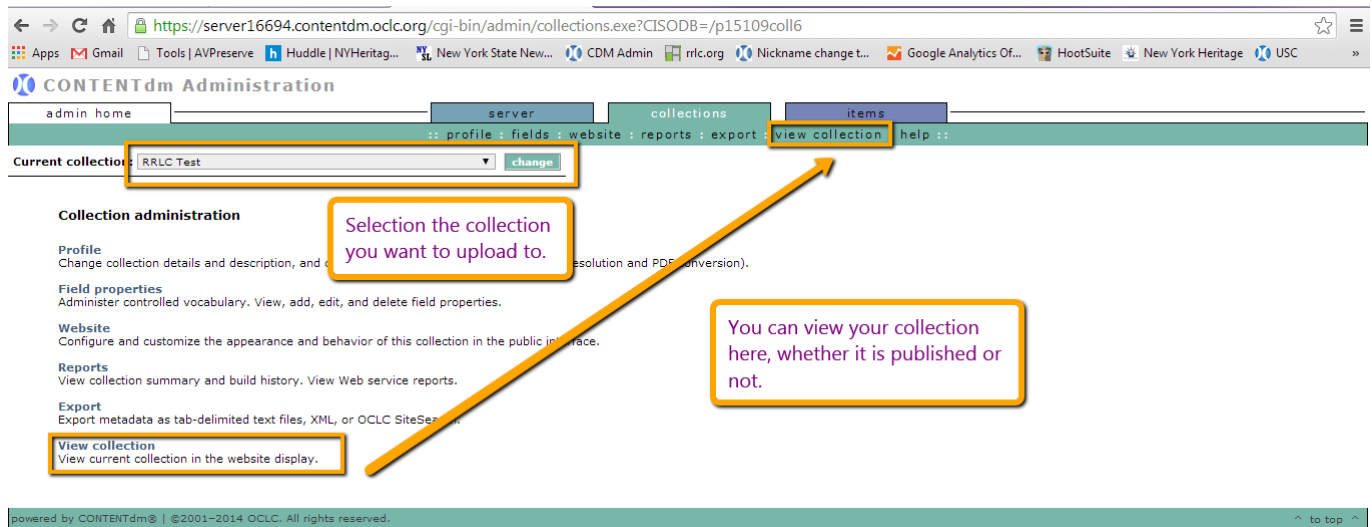 https://server16694.contentdm.oclc.org/cgi-bin/admin/collections.exe?CISODB=/p15109coll6
Apps Gmail Tools | AVPreserve Huddle | NYHeritag... New York State New... CDM Admin rrlc.org Nickname change t... Google Analytics Of... HootSuite New York Heritage USC »
CONTENTdm Administration
admin home server collections items
:: profile : fields : website : reports : export : view collection help ::
Current collection: RRLC Test change
Selection the collection
you want to upload to.
Collection administration
Profile
Change collection details and description, and esolution and PDF conversion).
Field properties
Administer controlled vocabulary. View, add, edit, and delete field properties.
Website
Configure and customize the appearance and behavior of this collection in the public interface.
You can view your collection
here, whether it is published or
not.
Reports
View collection summary and build history. View Web service reports.
Export
Export metadata as tab-delimited text files, XML, or OCLC SiteSearch.
View collection
View current collection in the website display.
powered by CONTENTdm® | ©2001-2014 OCLC. All rights reserved. ^ to top ^